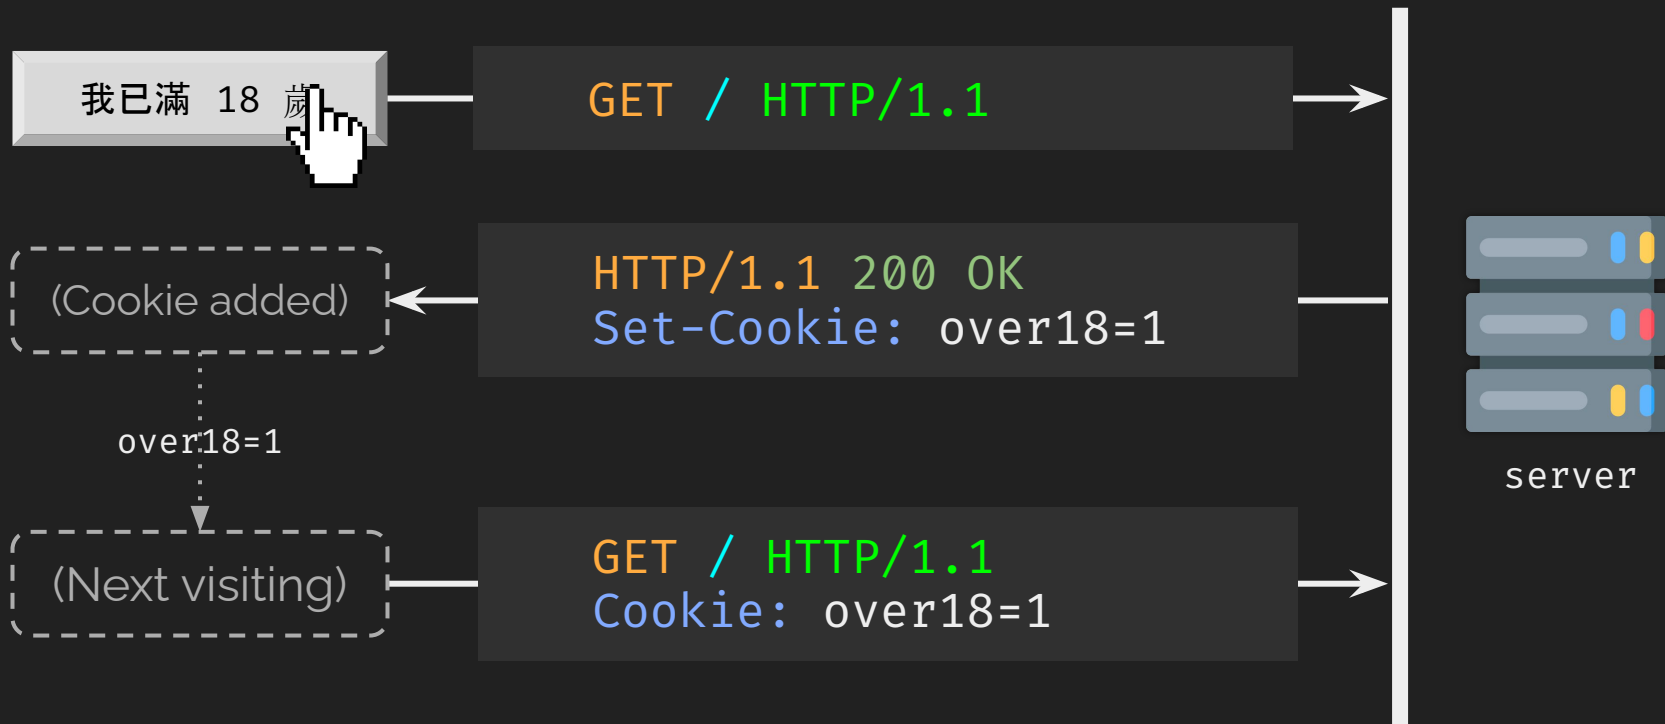 我已滿 18 歲
GET / HTTP/1.1
HTTP/1.1 200 OK
Set-Cookie: over18=1
(Cookie added)
over18=1
server
(Next visiting)
GET / HTTP/1.1
Cookie: over18=1